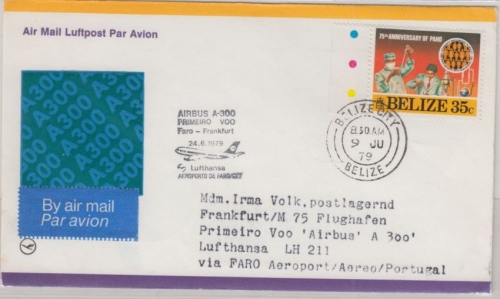 Air Mail Luftpost Par Avion
75th ANNIVERSARY OF PAHO
BELIZE 35c
BELIZE CITY
8.30 AM
9 JU
79
BELIZE
AIRBUS A-300
PRIMEIRO VOO
Faro - Frankfurt
24.6.1979
Lufthansa
AEROPORTO DE FARO/CTT
A 300
By air mail
Par avion
Mdm.Irma Volk,postlagernd
Frankfurt/M 75 Flughafen
Primeiro Voo 'Airbus' A 300'
Lufthansa LH 211
via FARO Aeroport/Aereo/Portugal